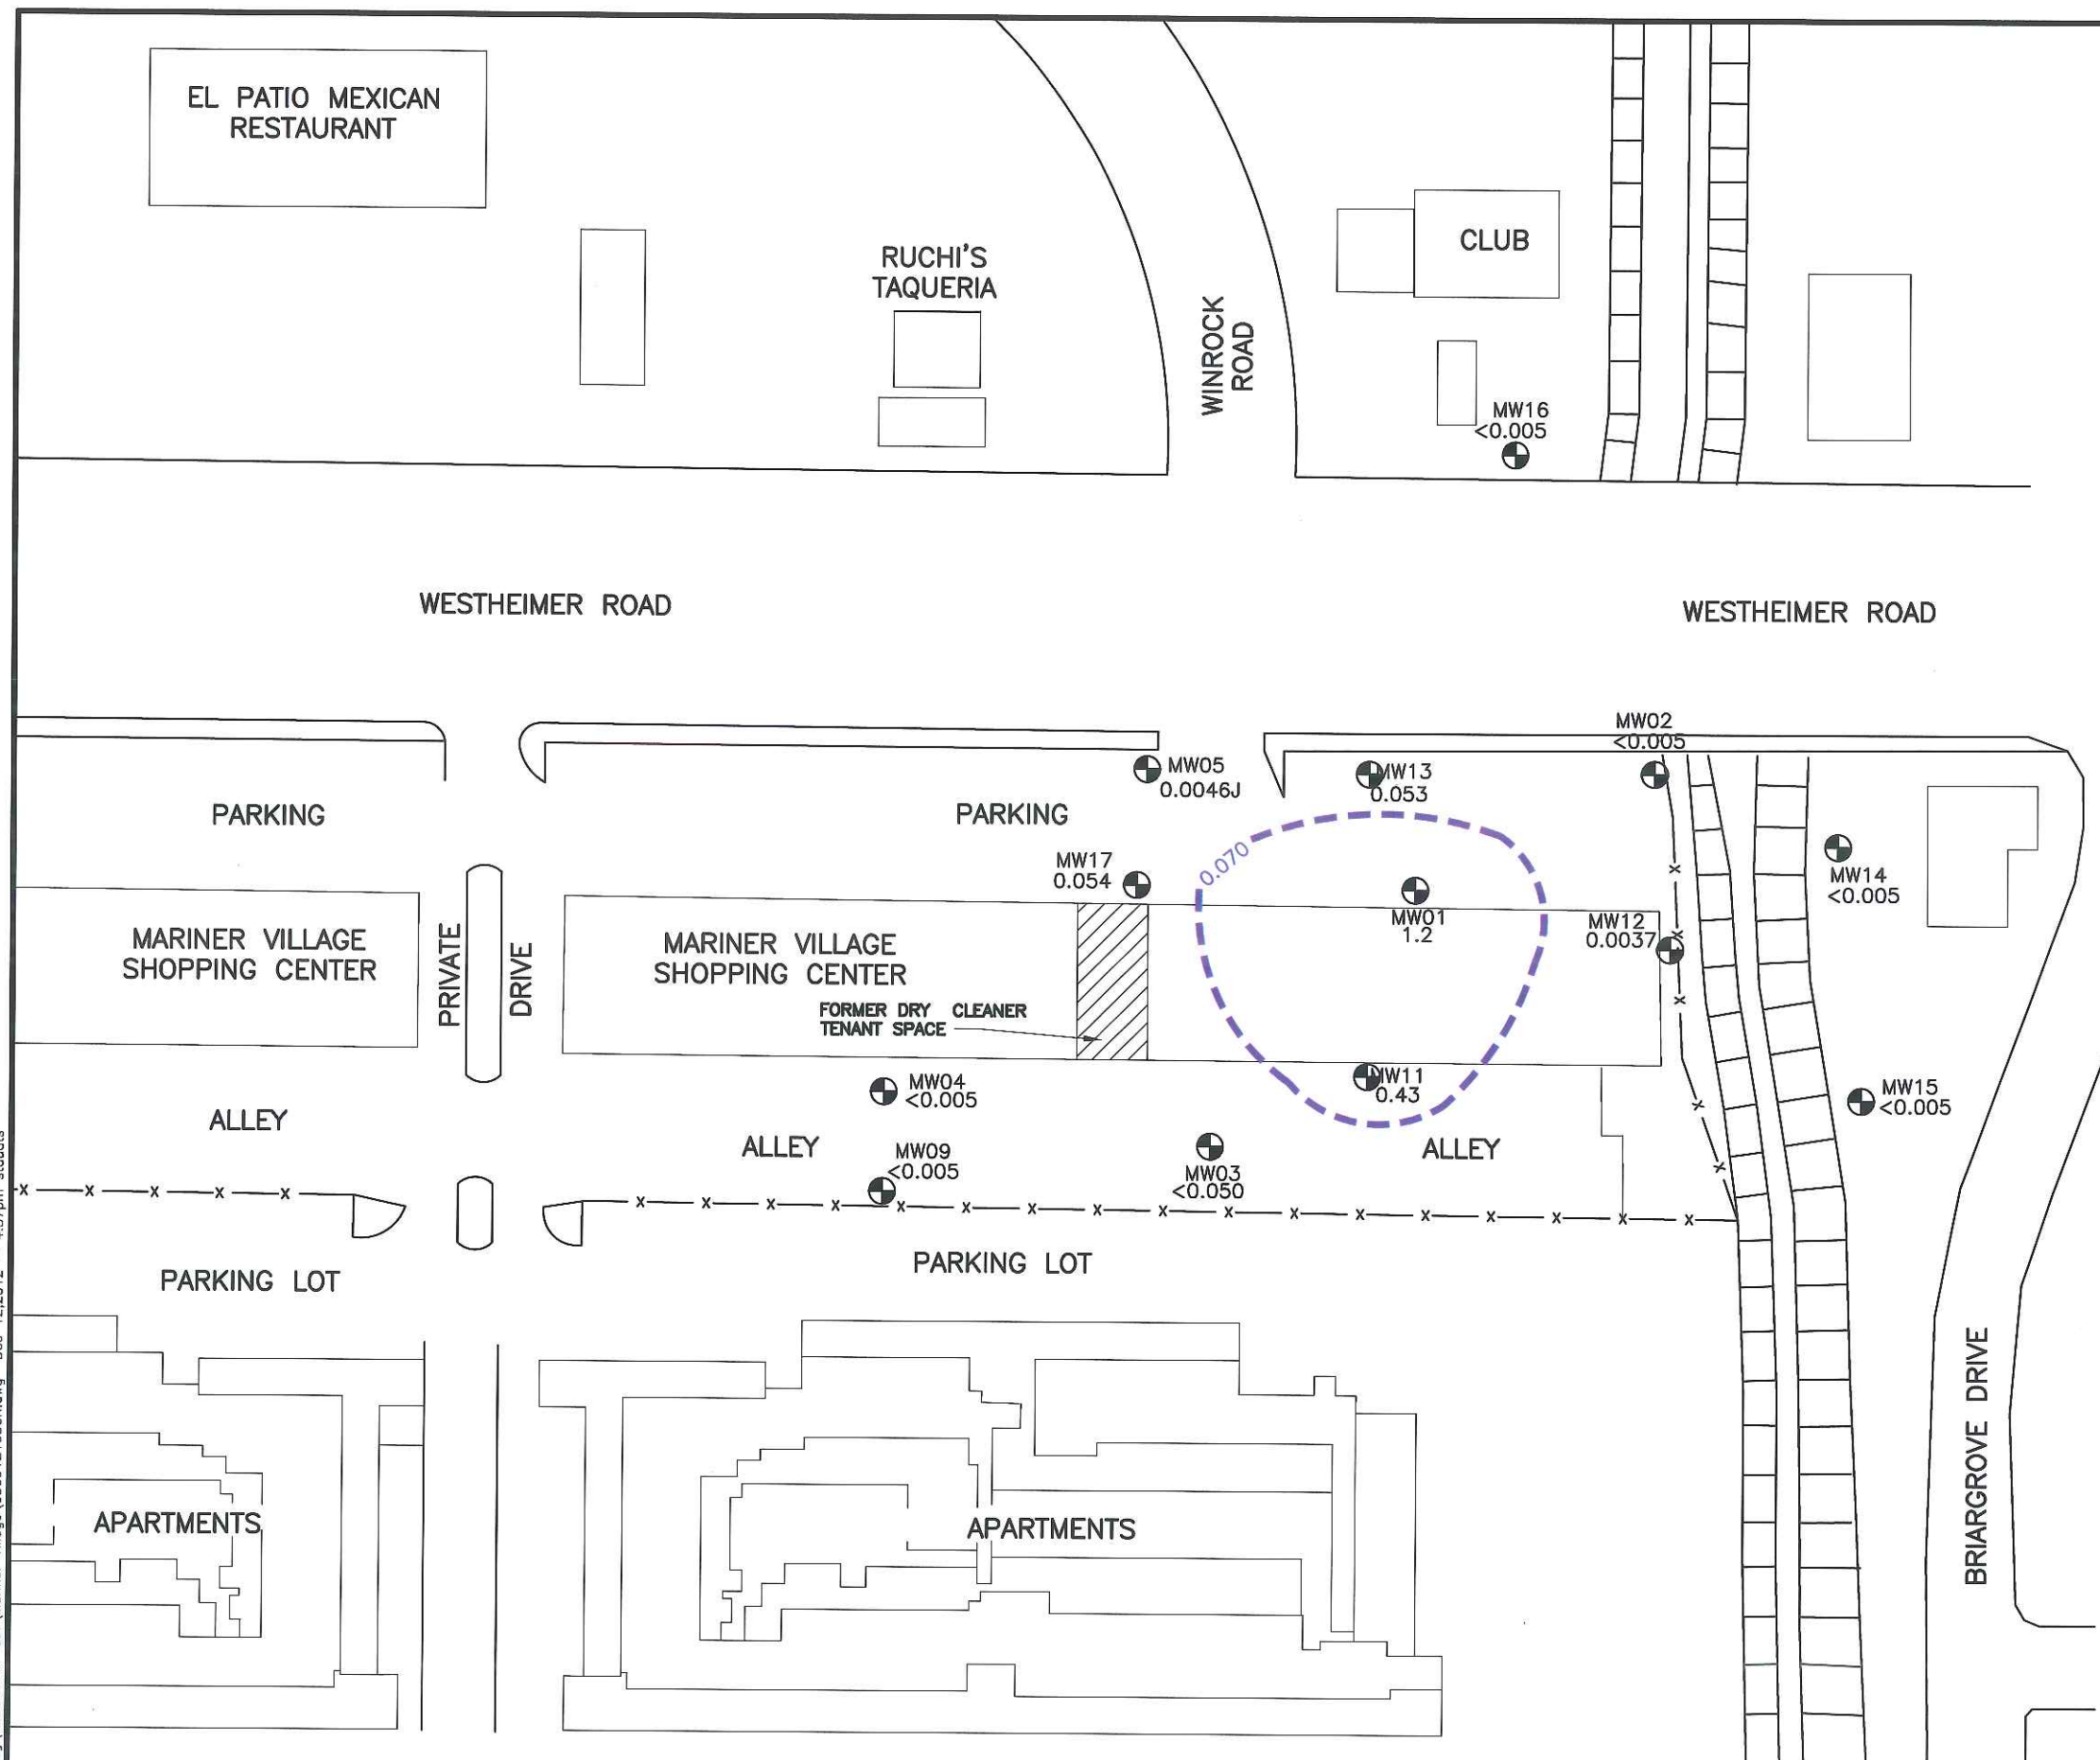 EL PATIO MEXICAN
RESTAURANT
RUCHI'S
TAQUERIA
WINROCK
ROAD
CLUB
MW16
<0.005
WESTHEIMER ROAD
WESTHEIMER ROAD
MW02
<0.005
MW05
0.0046J
MW13
0.053
PARKING
PARKING
0.070
MW17
0.054
MW01
1.2
MW12
0.0037
MW14
<0.005
MARINER VILLAGE
SHOPPING CENTER
PRIVATE
DRIVE
MARINER VILLAGE
SHOPPING CENTER
FORMER DRY CLEANER
TENANT SPACE
MW04
<0.005
MW11
0.43
MW15
<0.005
ALLEY
ALLEY
ALLEY
MW09
<0.005
MW03
<0.050
PARKING LOT
PARKING LOT
APARTMENTS
APARTMENTS
BRIARGROVE DRIVE